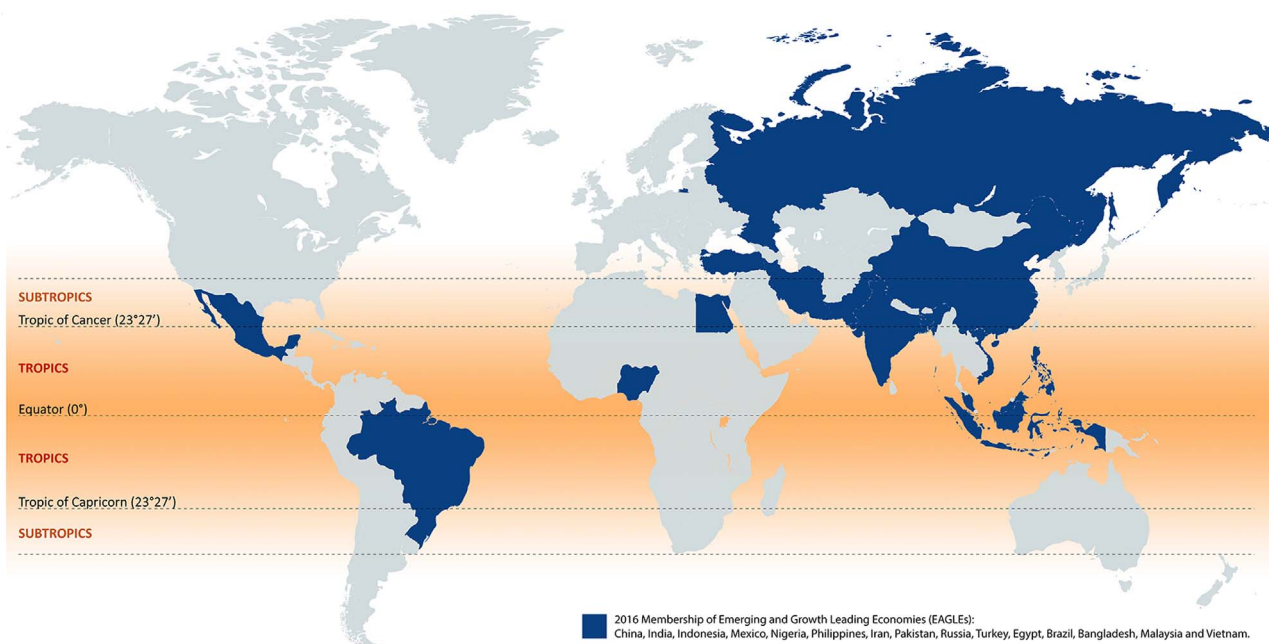 SUBTROPICS
Tropic of Cancer (23°27’)
TROPICS
Equator (0°)
TROPICS
Tropic of Capricorn (23°27’)
SUBTROPICS
2016 Membership of Emerging and Growth Leading Economies (EAGLEs):
China, India, Indonesia, Mexico, Nigeria, Philippines, Iran, Pakistan, Russia, Turkey, Egypt, Brazil, Bangladesh, Malaysia and Vietnam.